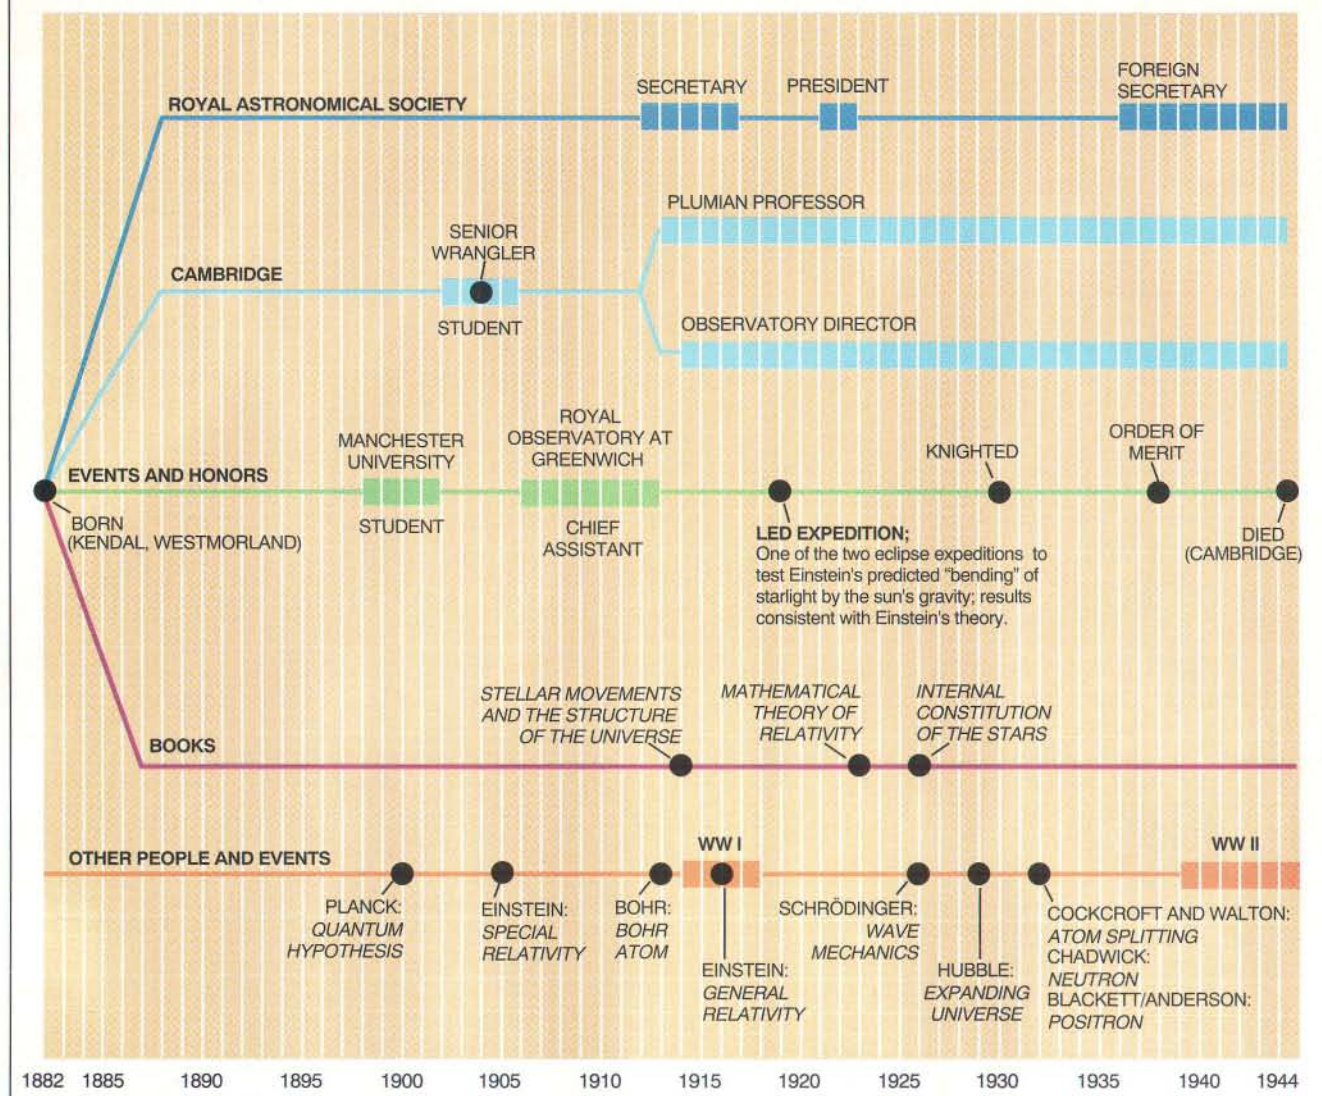 FOREIGN
SECRETARY
SECRETARY
PRESIDENT
ROYAL ASTRONOMICAL SOCIETY
PLUMIAN PROFESSOR
SENIOR
WRANGLER
CAMBRIDGE
STUDENT
OBSERVATORY DIRECTOR
ROYAL
OBSERVATORY AT
GREENWICH
MANCHESTER
UNIVERSITY
ORDER OF
MERIT
KNIGHTED
EVENTS AND HONORS
BORN
(KENDAL, WESTMORLAND)
STUDENT
CHIEF
ASSISTANT
LED EXPEDITION;
One of the two eclipse expeditions to
test Einstein's predicted "bending" of
starlight by the sun's gravity; results
consistent with Einstein's theory.
DIED
(CAMBRIDGE)
STELLAR MOVEMENTS
AND THE STRUCTURE
OF THE UNIVERSE
MATHEMATICAL
THEORY OF
RELATIVITY
INTERNAL
CONSTITUTION
OF THE STARS
BOOKS
WW I
WW II
OTHER PEOPLE AND EVENTS
PLANCK:
QUANTUM
HYPOTHESIS
EINSTEIN:
SPECIAL
RELATIVITY
BOHR:
BOHR
ATOM
EINSTEIN:
GENERAL
RELATIVITY
SCHRÖDINGER:
WAVE
MECHANICS
HUBBLE:
EXPANDING
UNIVERSE
COCKCROFT AND WALTON:
ATOM SPLITTING
CHADWICK:
NEUTRON
BLACKETT/ANDERSON:
POSITRON
1882 1885 1890 1895 1900 1905 1910 1915 1920 1925 1930 1935 1940 1944